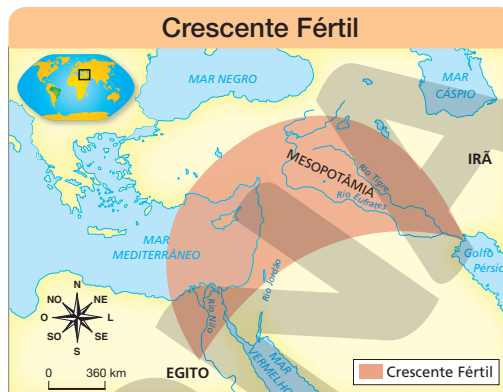 Crescente Fértil
MAR NEGRO
MAR
CÁSPIO
IRÃ
MESOPOTÂMIA
Rio Tigre
Rio Eufrates
MAR
MEDITERRÂNEO
Golfo
Pérsic
Rio Jordão
Rio Nilo
N
NO
NE
O
L
SO
SE
S
0 360 km
EGITO
MAR
VERMELHO
Crescente Fértil